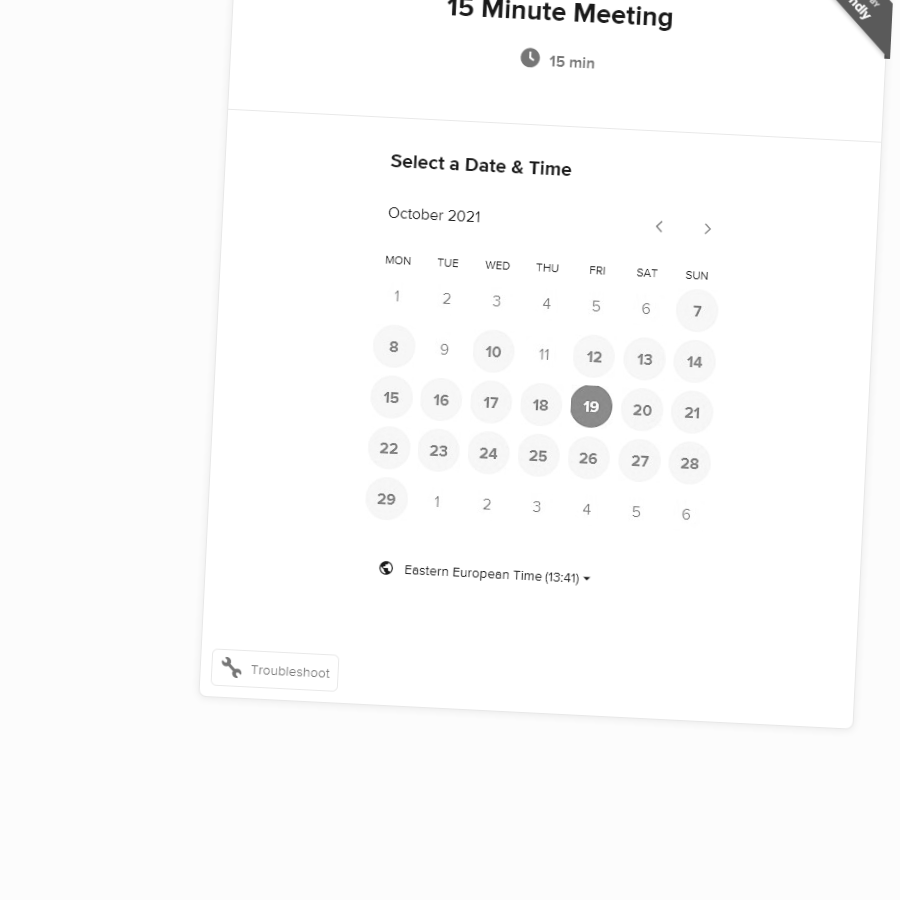 15 Minute Meeting
15 min
Select a Date & Time
October 2021
MON TUE WED THU FRI SAT SUN
1 2 3 4 5 6 7
8 9 10 11 12 13 14
15 16 17 18 19 20 21
22 23 24 25 26 27 28
29 1 2 3 4 5 6
Eastern European Time (13:41)
Troubleshoot